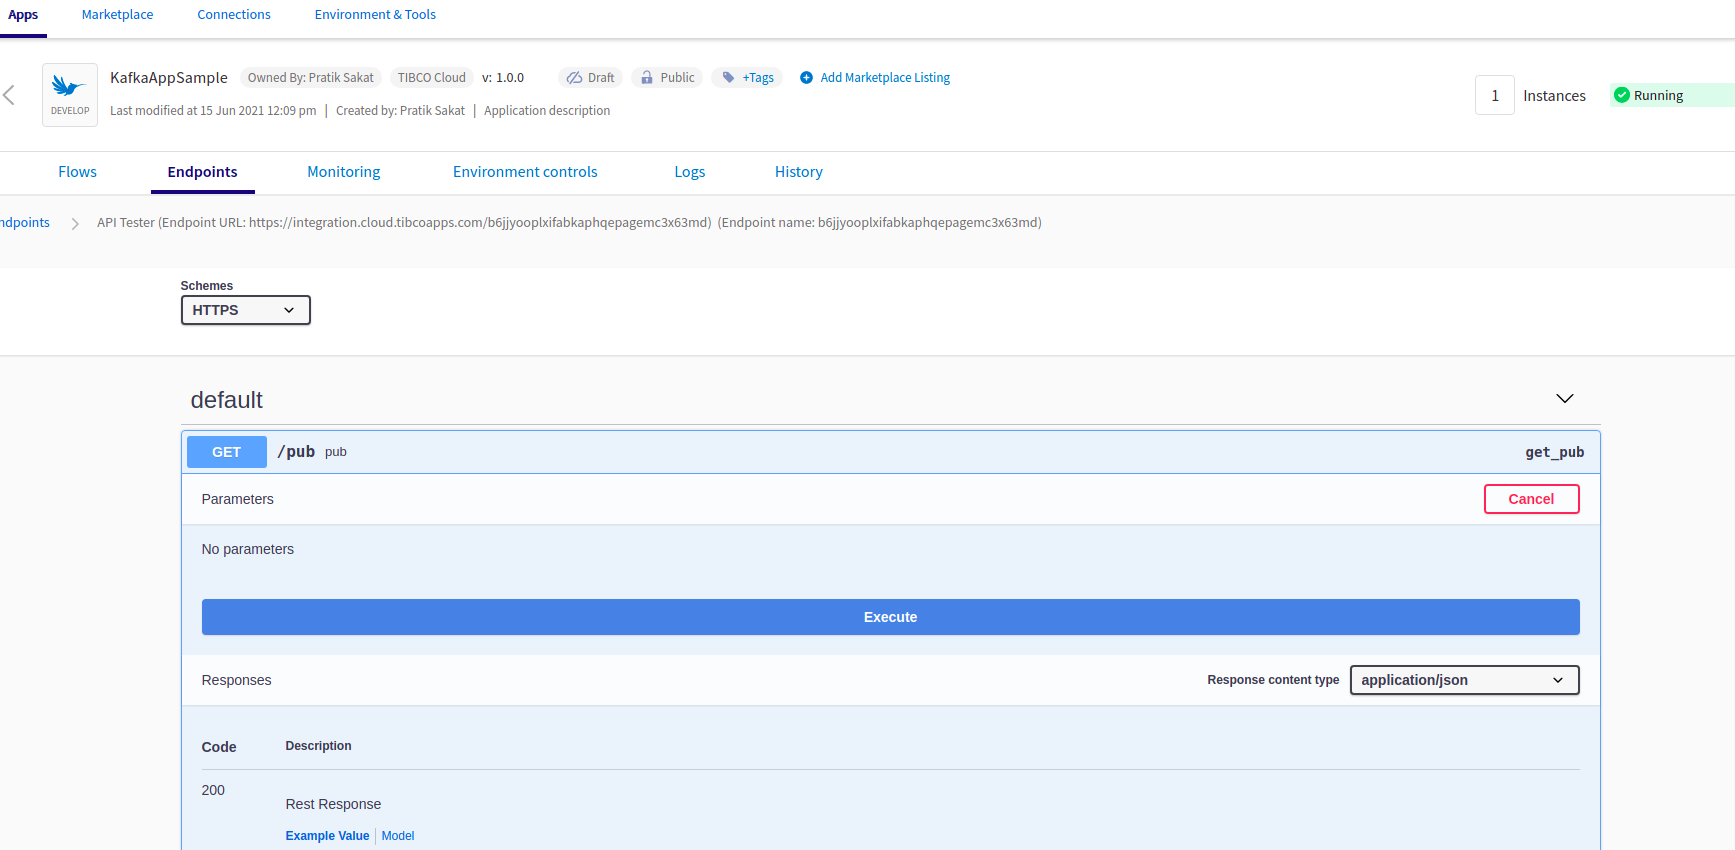 Apps Marketplace Connections Environment & Tools
KafkaAppSample Owned By: Pratik Sakat TIBCO Cloud v: 1.0.0 Draft Public +Tags Add Marketplace Listing
DEVELOP
Last modified at 15 Jun 2021 12:09 pm | Created by: Pratik Sakat | Application description
1 Instances Running
Flows Endpoints Monitoring Environment controls Logs History
ndpoints API Tester (Endpoint URL: https://integration.cloud.tibcoapps.com/b6jjyooplxifabkaphqepagemc3x63md) (Endpoint name: b6jjyooplxifabkaphqepagemc3x63md)
Schemes
HTTPS
default
GET /pub pub get_pub
Parameters Cancel
No parameters
Execute
Responses Response content type application/json
Code Description
200
Rest Response
Example Value Model